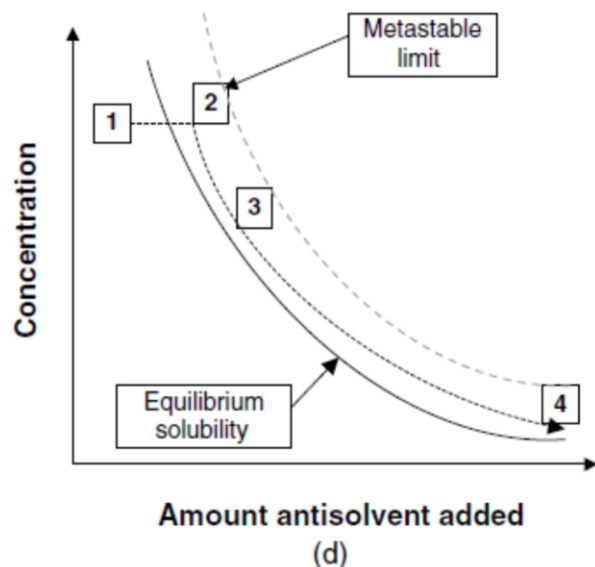 Metastable
limit
1
2
3
4
Concentration
Equilibrium
solubility
Amount antisolvent added
(d)